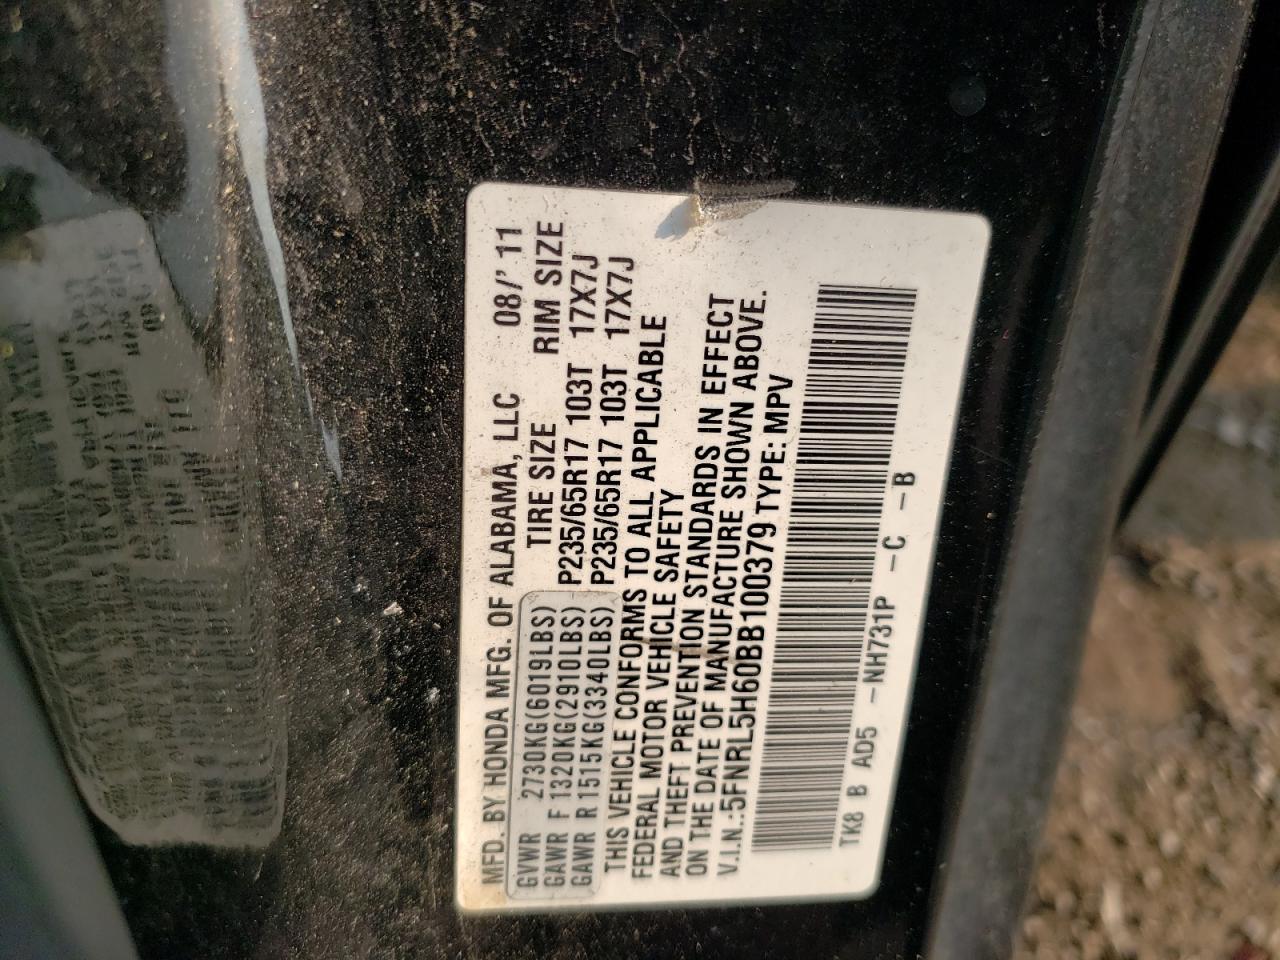 MFD. BY HONDA MFG. OF ALABAMA, LLC 08/' 11
TIRE SIZE RIM SIZE
GVWR 2730KG(6019LBS)
GAWR F 1320KG(2910LBS) P235/65R17 103T 17X7J
GAWR R 1515KG(3340LBS) P235/65R17 103T 17X7J
THIS VEHICLE CONFORMS TO ALL APPLICABLE
FEDERAL MOTOR VEHICLE SAFETY
AND THEFT PREVENTION STANDARDS IN EFFECT
ON THE DATE OF MANUFACTURE SHOWN ABOVE.
V.I.N.:5FNRL5H60BB100379 TYPE: MPV
TK8 B AD5 -NH731P -C -B